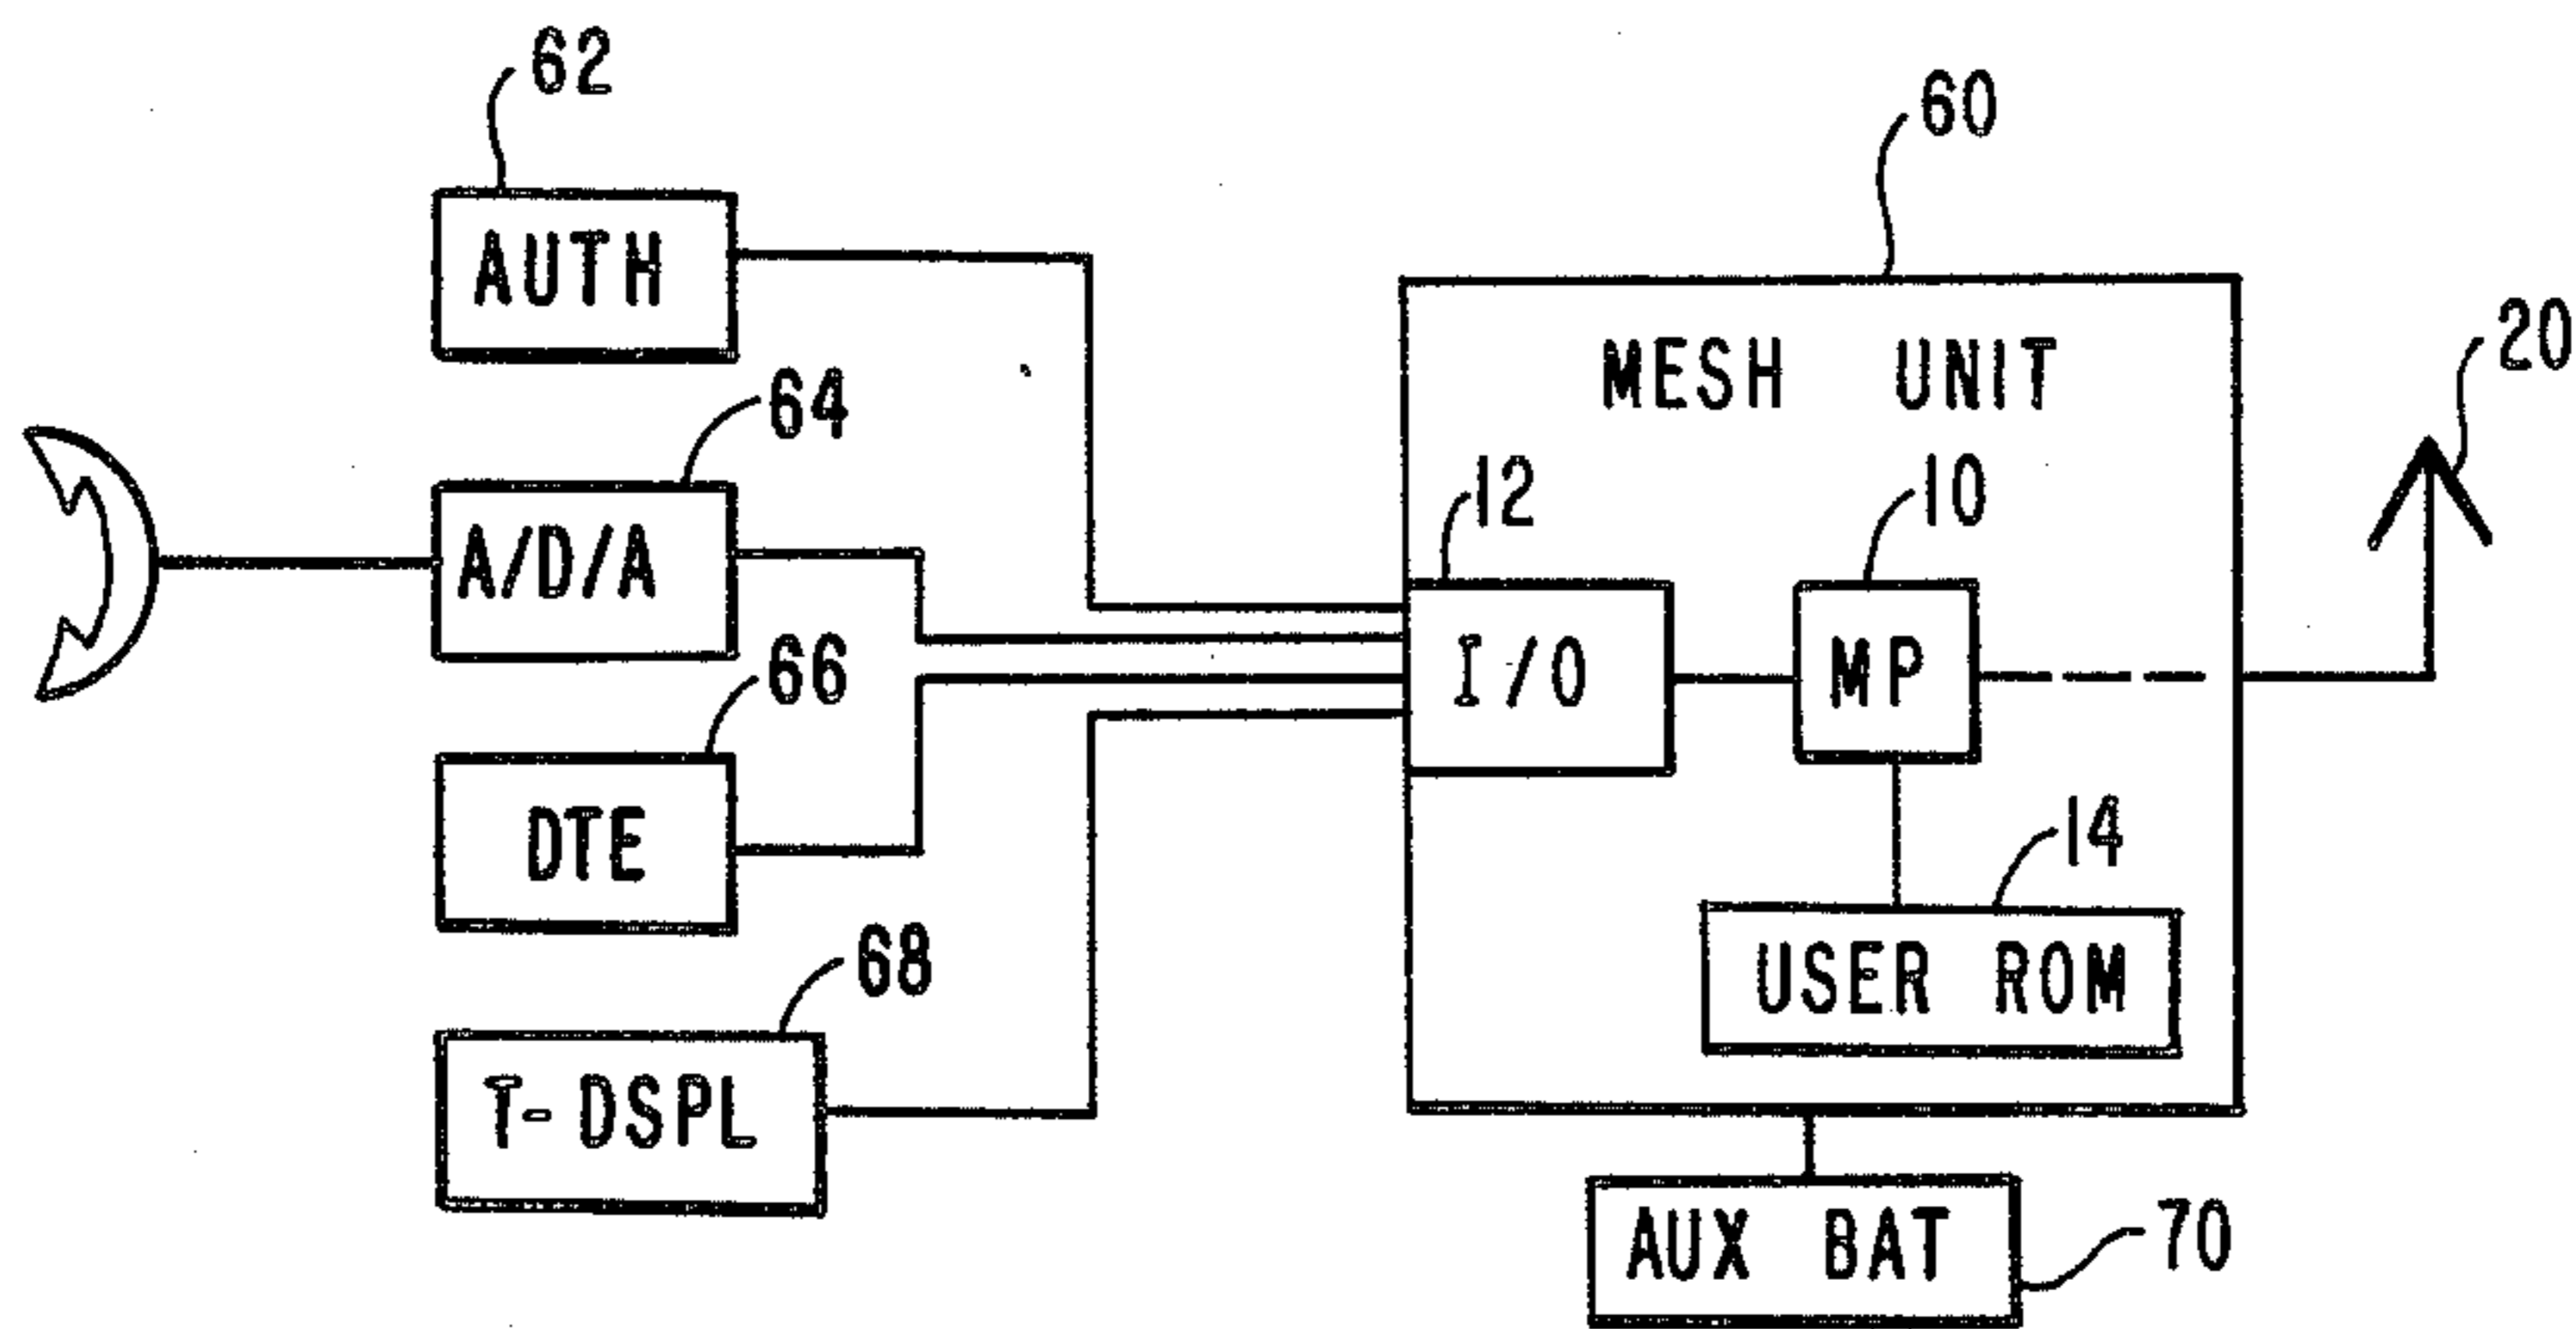 62
60
AUTH
20
MESH UNIT
64
12
10
A/D/A
I/O
MP
66
14
DTE
68
USER ROM
T-DSPL
AUX BAT
70